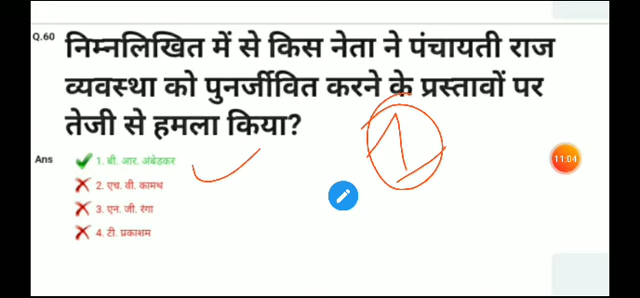 Q.60
निम्नलिखित में से किस नेता ने पंचायती राज
व्यवस्था को पुनर्जीवित करने के प्रस्तावों पर
तेजी से हमला किया?
Ans
1. बी. आर. अंबेडकर
2. एच. वी. कामथ
3. एन. जी. रंगा
4. टी. प्रकाशम
1
11:04